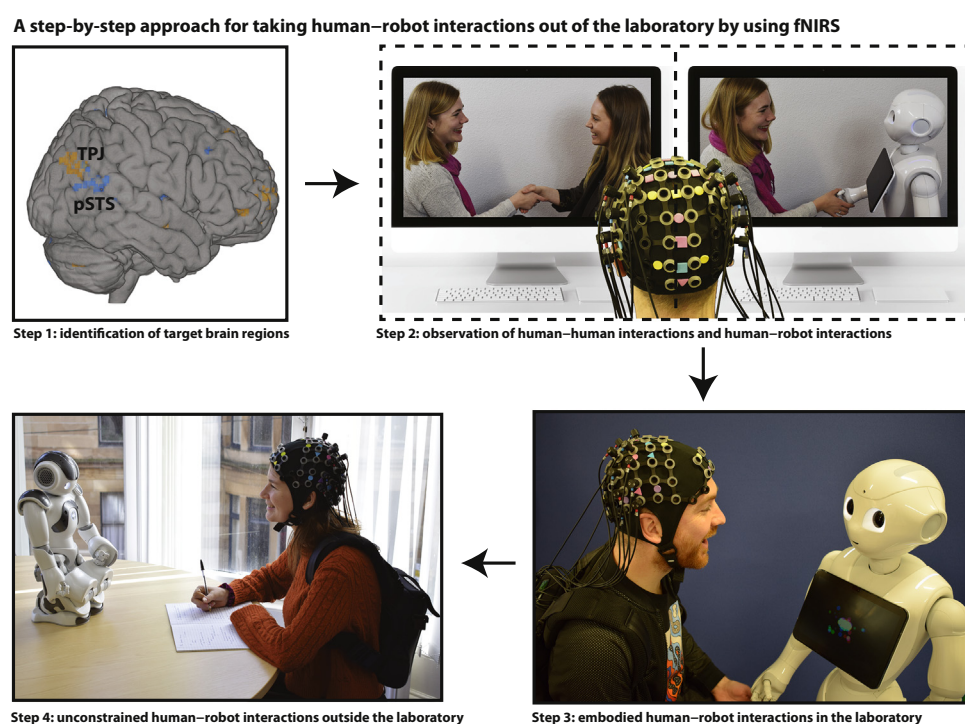 A step-by-step approach for taking human–robot interactions out of the laboratory by using fNIRS
TPJ
pSTS
Step 1: identification of target brain regions
Step 2: observation of human–human interactions and human–robot interactions
Step 4: unconstrained human–robot interactions outside the laboratory
Step 3: embodied human–robot interactions in the laboratory